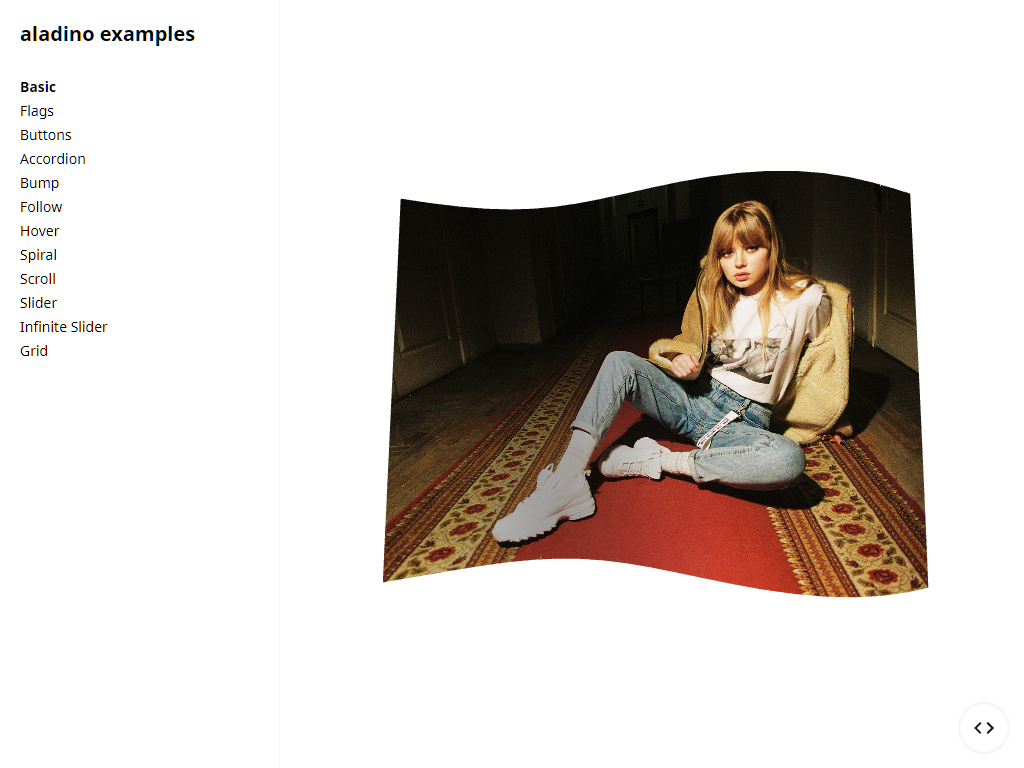 aladino examples
Basic
Flags
Buttons
Accordion
Bump
Follow
Hover
Spiral
Scroll
Slider
Infinite Slider
Grid